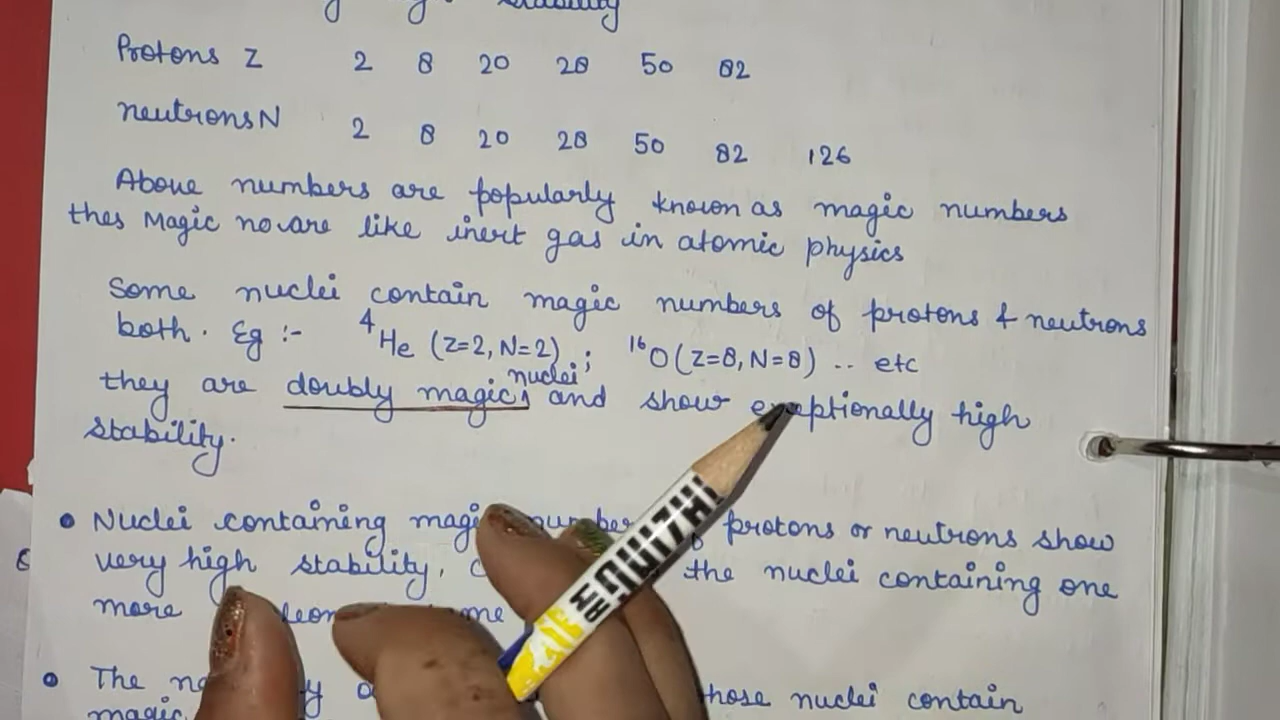 stability
Protons Z 2 8 20 28 50 82
neutrons N 2 8 20 28 50 82 126
Above numbers are popularly known as magic numbers
thes Magic no. are like inert gas in atomic physics
Some nuclei contain magic numbers of protons & neutrons
both. Eg :- ⁴He (Z=2, N=2) ; ¹⁶O (Z=8, N=8) .. etc
nuclei
they are doubly magic, and show exceptionally high
stability.
• Nuclei containing magic protons or neutrons show
very high stability, the nuclei containing one
more
• The nuclei contain
magic